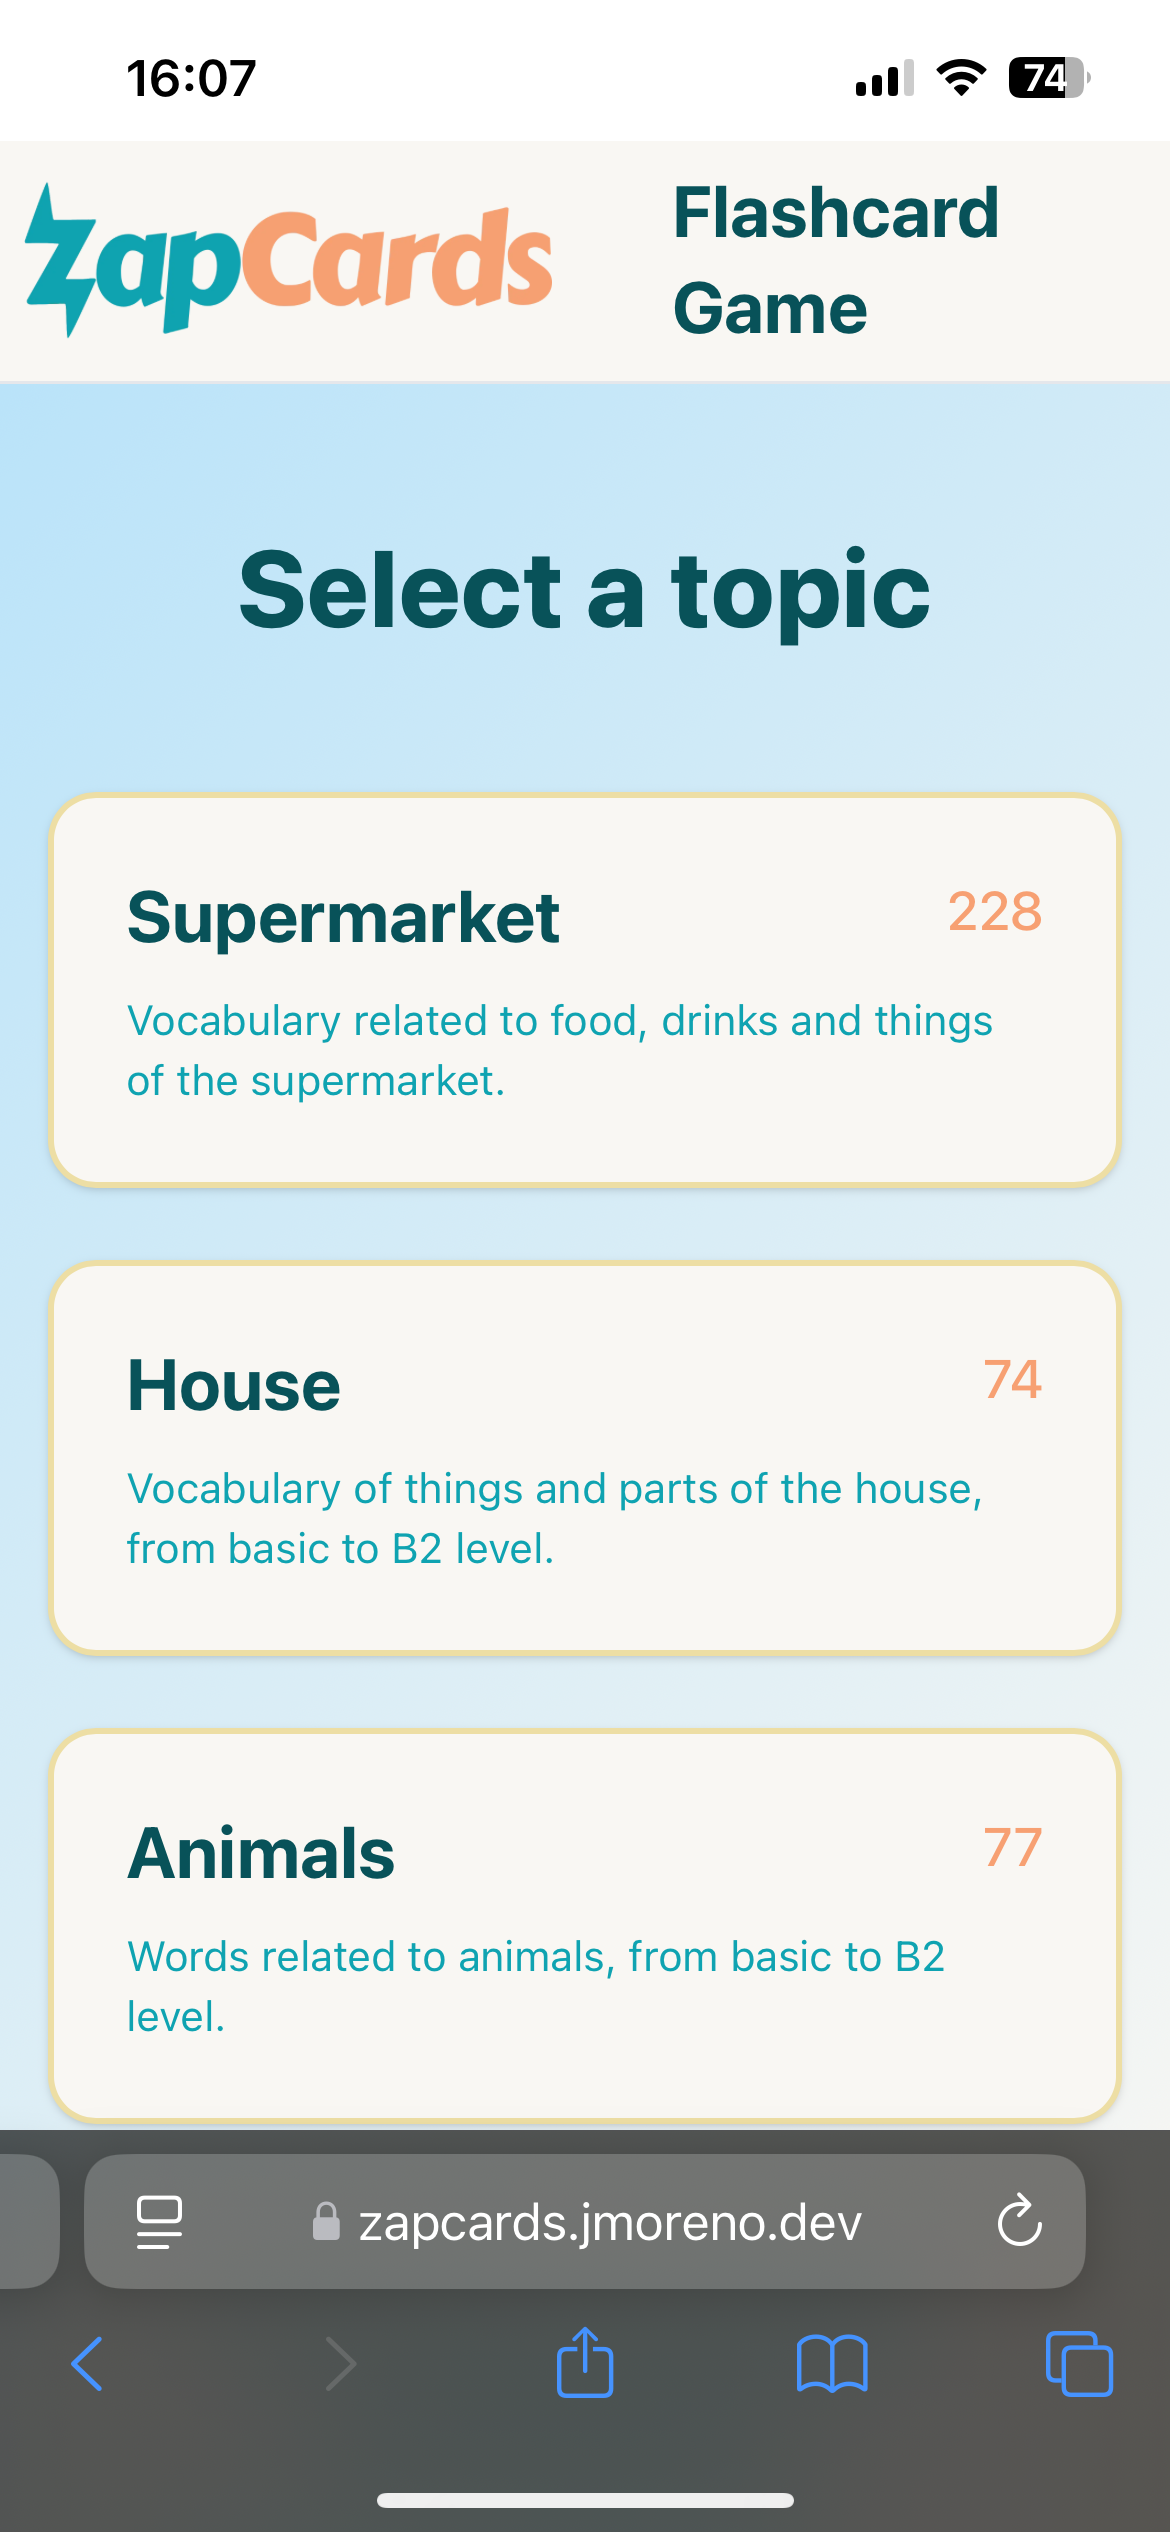 16:07
74
ZapCards
Flashcard
Game
Select a topic
Supermarket
228
Vocabulary related to food, drinks and things
of the supermarket.
House
74
Vocabulary of things and parts of the house,
from basic to B2 level.
Animals
77
Words related to animals, from basic to B2
level.
zapcards.jmoreno.dev